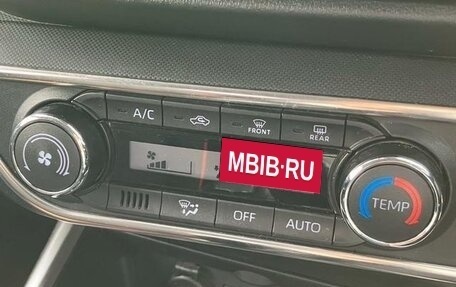 A/C
FRONT
REAR
MBIB·RU
TEMP
OFF
AUTO